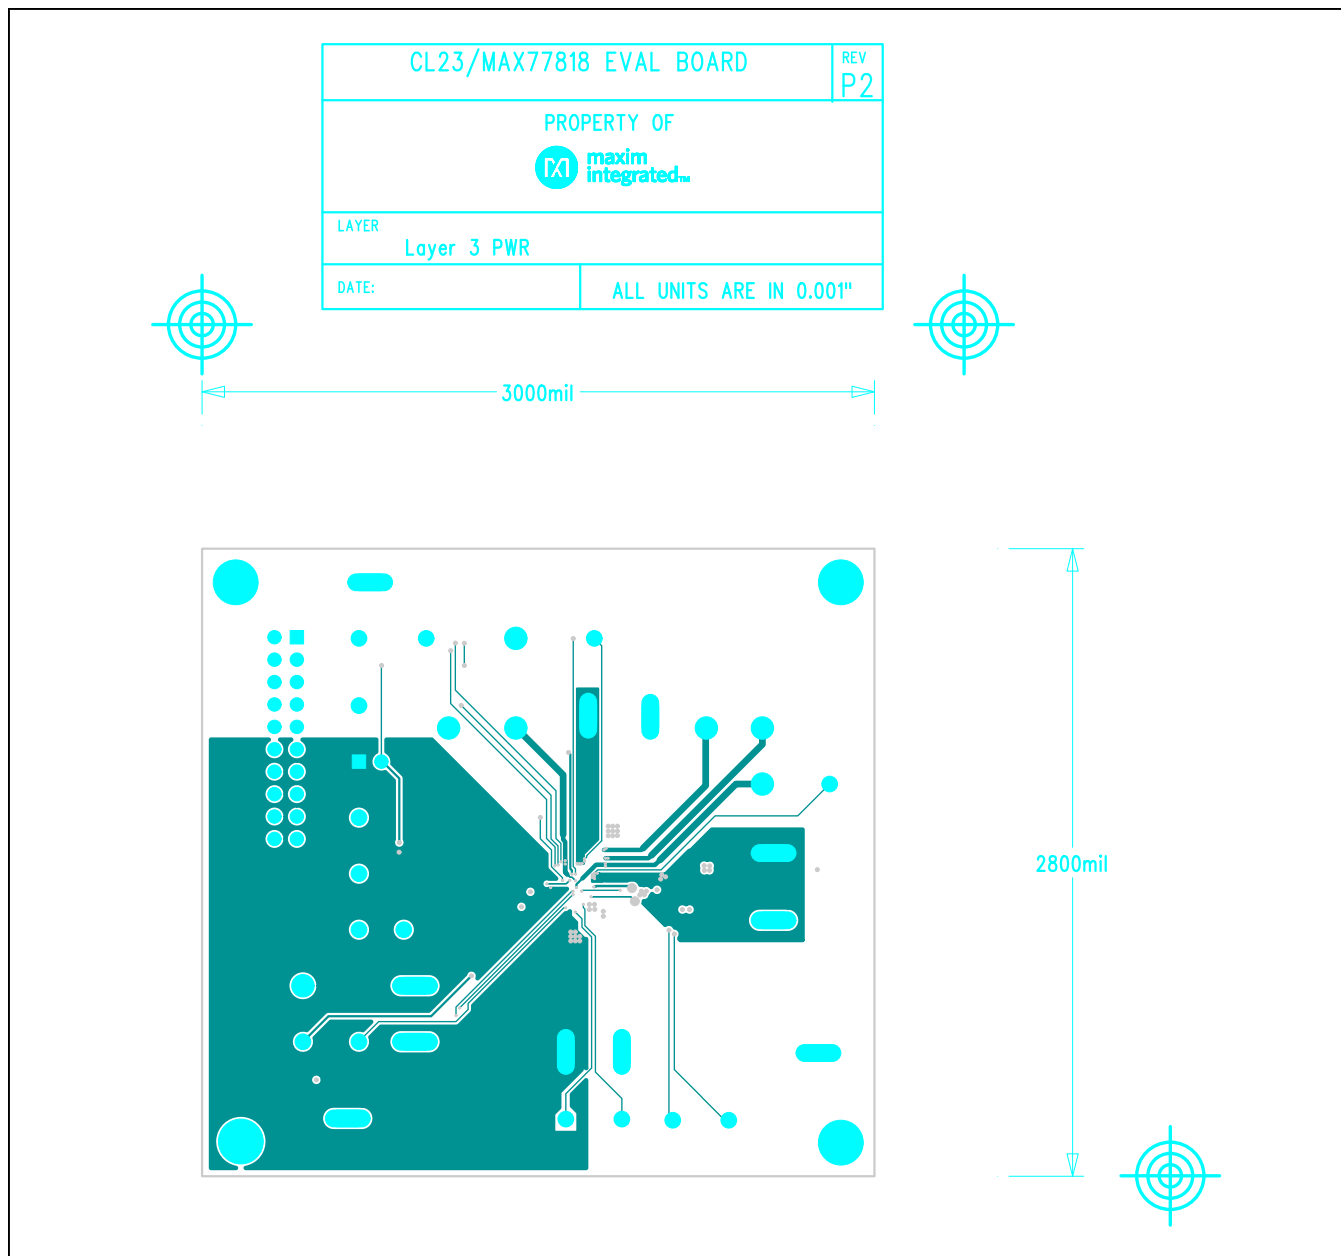 CL23/MAX77818 EVAL BOARD
REV
P2
PROPERTY OF
maxim
integrated™
LAYER
Layer 3 PWR
DATE:
ALL UNITS ARE IN 0.001"
3000mil
2800mil